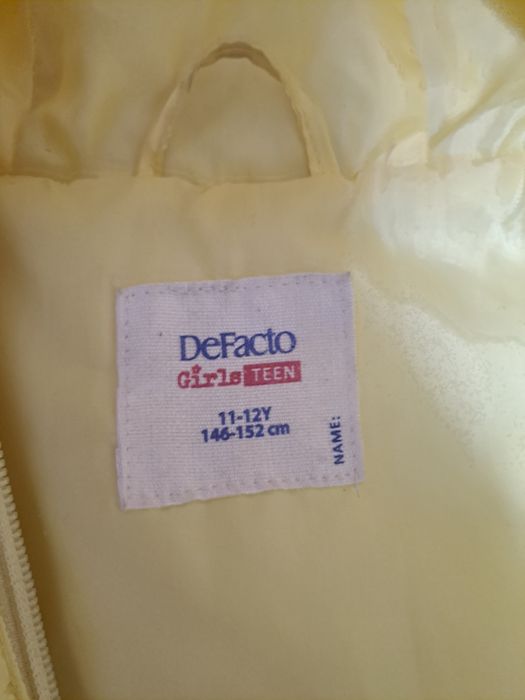 DeFacto
Girls TEEN
11-12Y
146-152 cm
NAME: